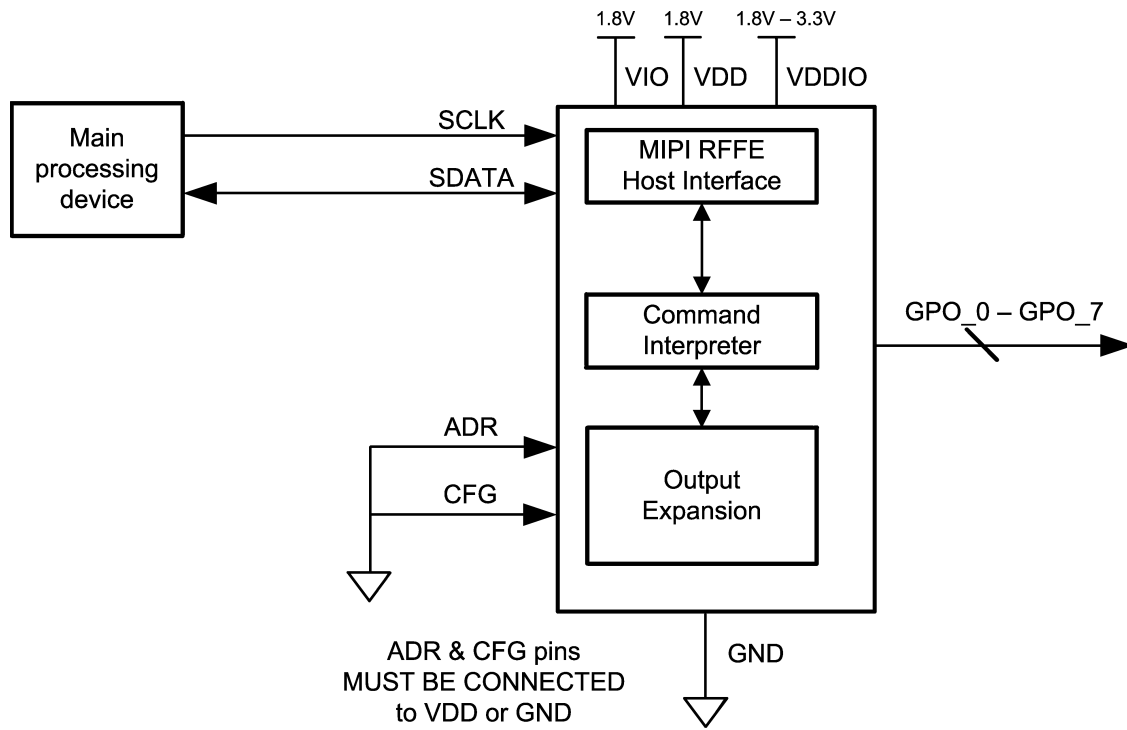 1.8V
1.8V
1.8V – 3.3V
VIO
VDD
VDDIO
Main
processing
device
SCLK
SDATA
MIPI RFFE
Host Interface
Command
Interpreter
GPO_0 – GPO_7
ADR
CFG
Output
Expansion
ADR & CFG pins
MUST BE CONNECTED
to VDD or GND
GND